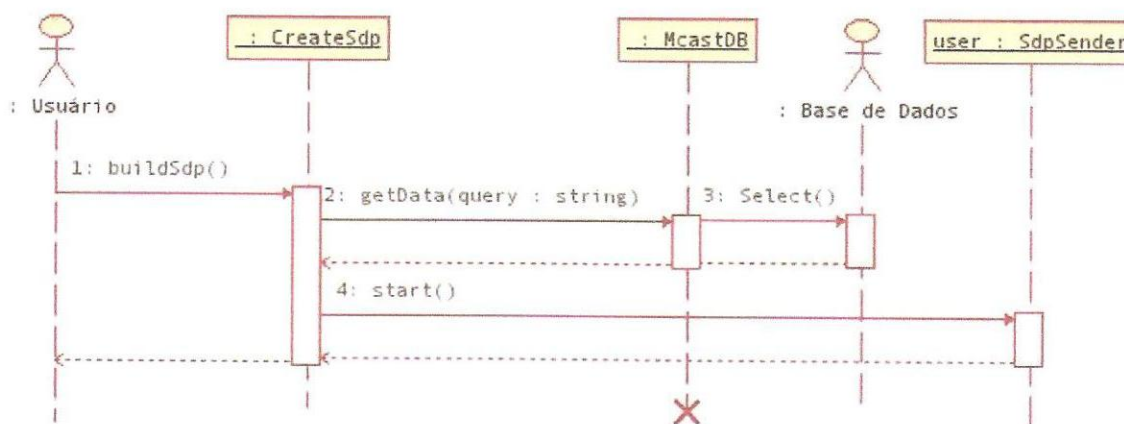 _ : CreateSdp
_ : McastDB
user : SdpSender
: Usuário
: Base de Dados
1: buildSdp()
2: getData(query : string)
3: Select()
4: start()